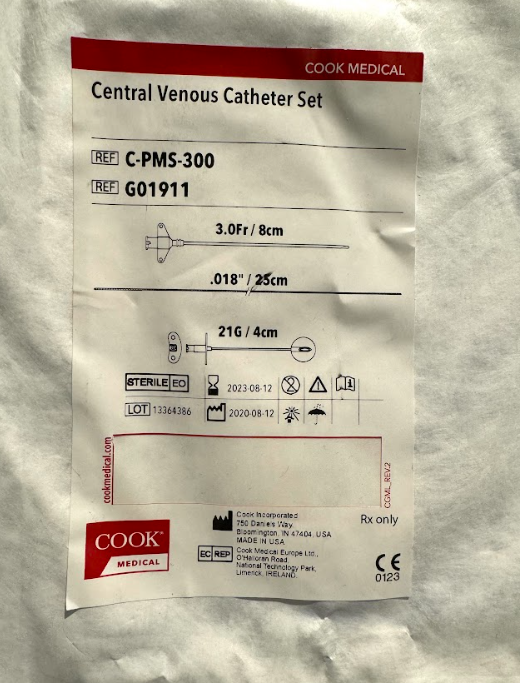 COOK MEDICAL
Central Venous Catheter Set
REF C-PMS-300
REF G01911
3.0Fr / 8cm
.018" / 25cm
21G / 4cm
STERILE EO 2023-08-12
LOT 13364386 2020-08-12
cookmedical.com
CGML_REV.2
Cook Incorporated
750 Daniels Way
Bloomington, IN 47404, USA
MADE IN USA
Rx only
EC REP Cook Medical Europe Ltd.,
O'Halloran Road,
National Technology Park,
Limerick, IRELAND.
COOK®
MEDICAL
CE
0123